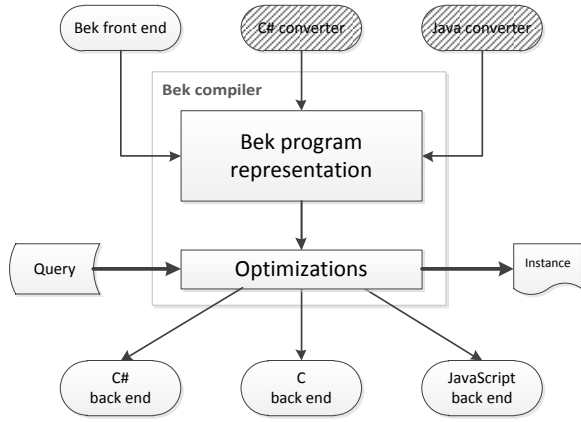 Bek front end
C# converter
Java converter
Bek compiler
Bek program
representation
Query
Optimizations
Instance
C#
back end
C
back end
JavaScript
back end